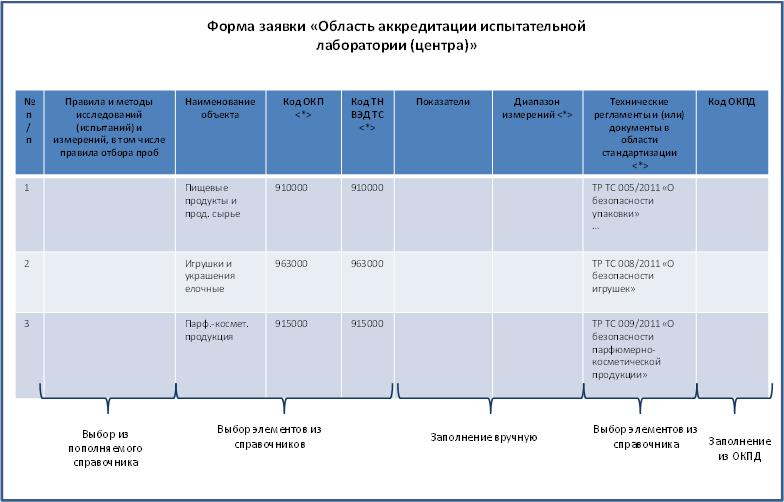 Форма заявки «Область аккредитации испытательной
лаборатории (центра)»
№
п
/
п
Правила и методы
исследований
(испытаний) и
измерений, в том числе
правила отбора проб
Наименование
объекта
Код ОКП
<*>
Код ТН
ВЭД ТС
<*>
Показатели
Диапазон
измерений <*>
Технические
регламенты и (или)
документы в
области
стандартизации
<*>
Код ОКПД
1
Пищевые
продукты и
прод. сырье
910000
910000
ТР ТС 005/2011 «О
безопасности
упаковки»
...
2
Игрушки и
украшения
елочные
963000
963000
ТР ТС 008/2011 «О
безопасности
игрушек»
3
Парф.-космет.
продукция
915000
915000
ТР ТС 009/2011 «О
безопасности
парфюмерно-
косметической
продукции»
Выбор из
пополняемого
справочника
Выбор элементов из
справочников
Заполнение вручную
Выбор элементов из
справочника
Заполнение
из ОКПД